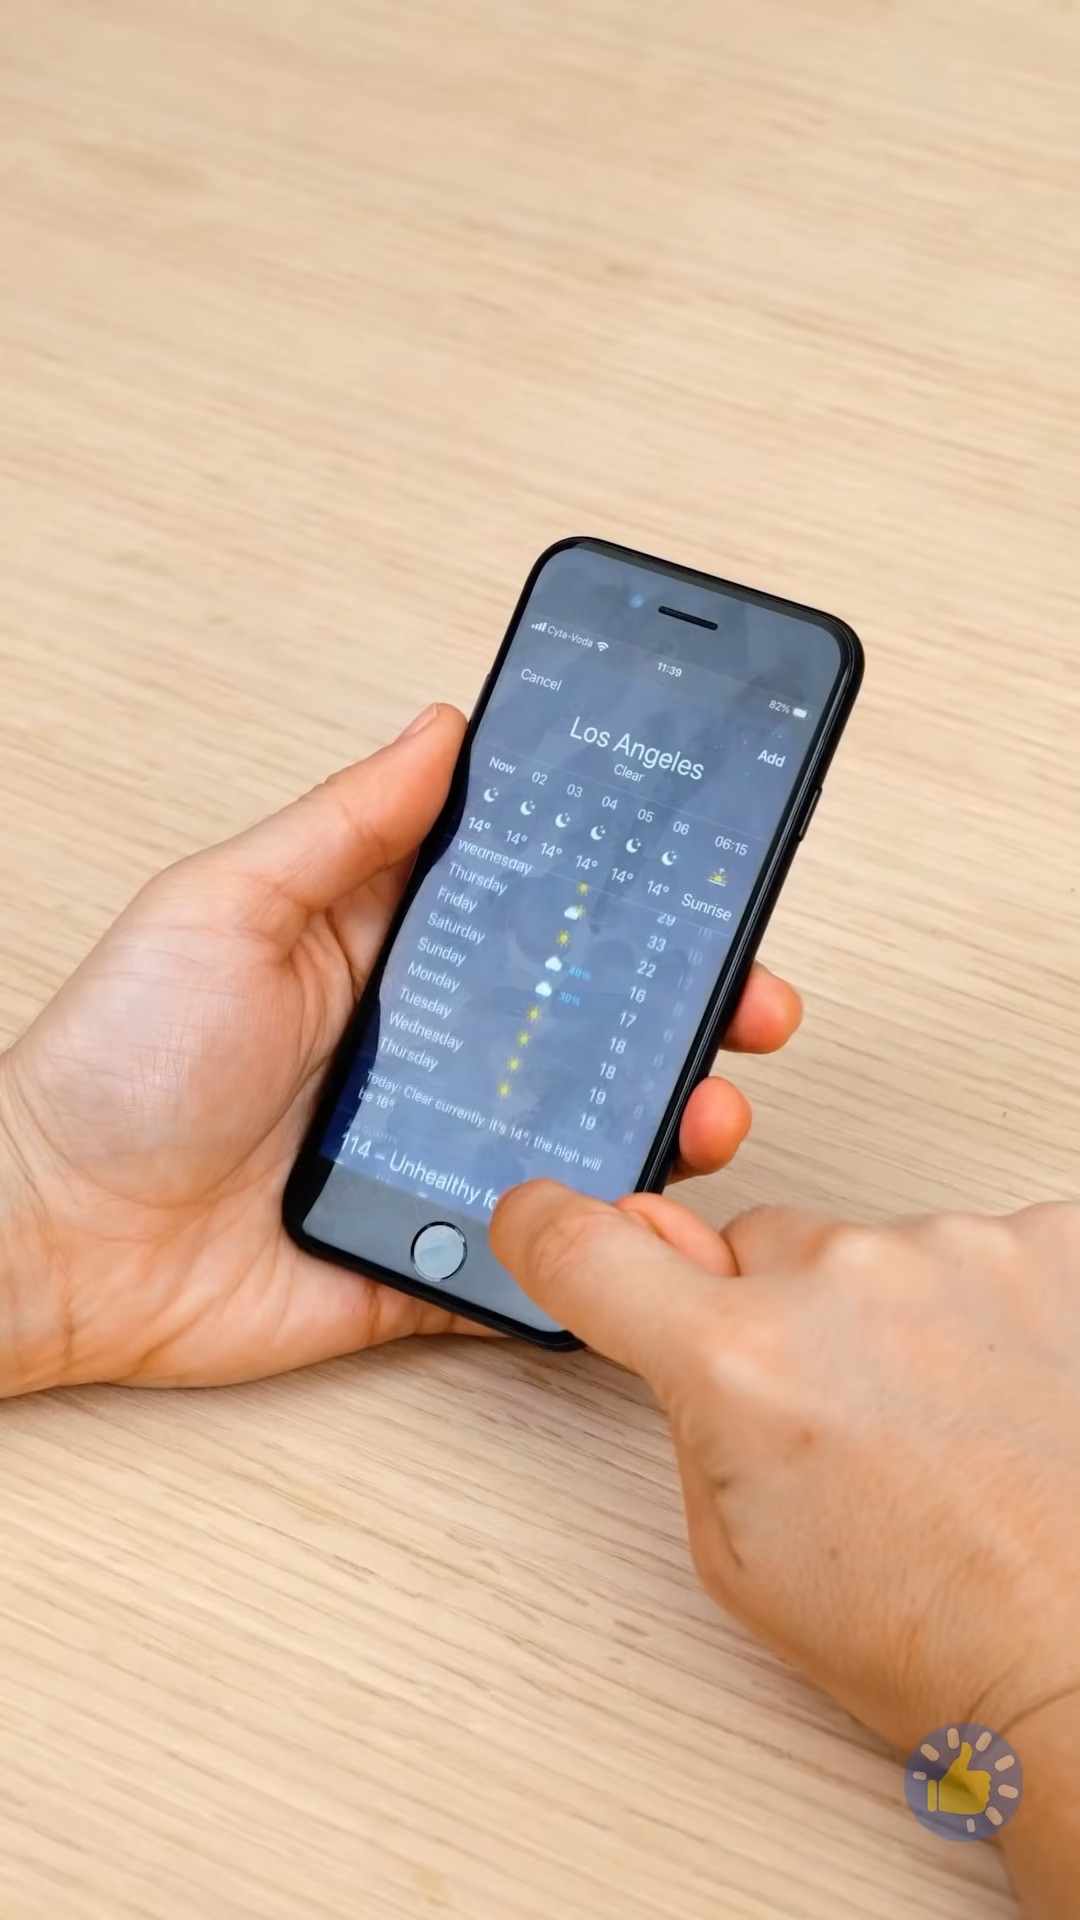 Cyta-Voda
11:39
82%
Cancel
Add
Los Angeles
Clear
Now 02 03 04 05 06 06:15
14° 14° 14° 14° 14° 14° Sunrise
Wednesday 29
Thursday 33
Friday 22
Saturday 40% 16
Sunday 30% 17
Monday 18
Tuesday 18
Wednesday 19
Thursday 19
Today: Clear currently. It's 14°; the high will
be 16°
114 – Unhealthy fo